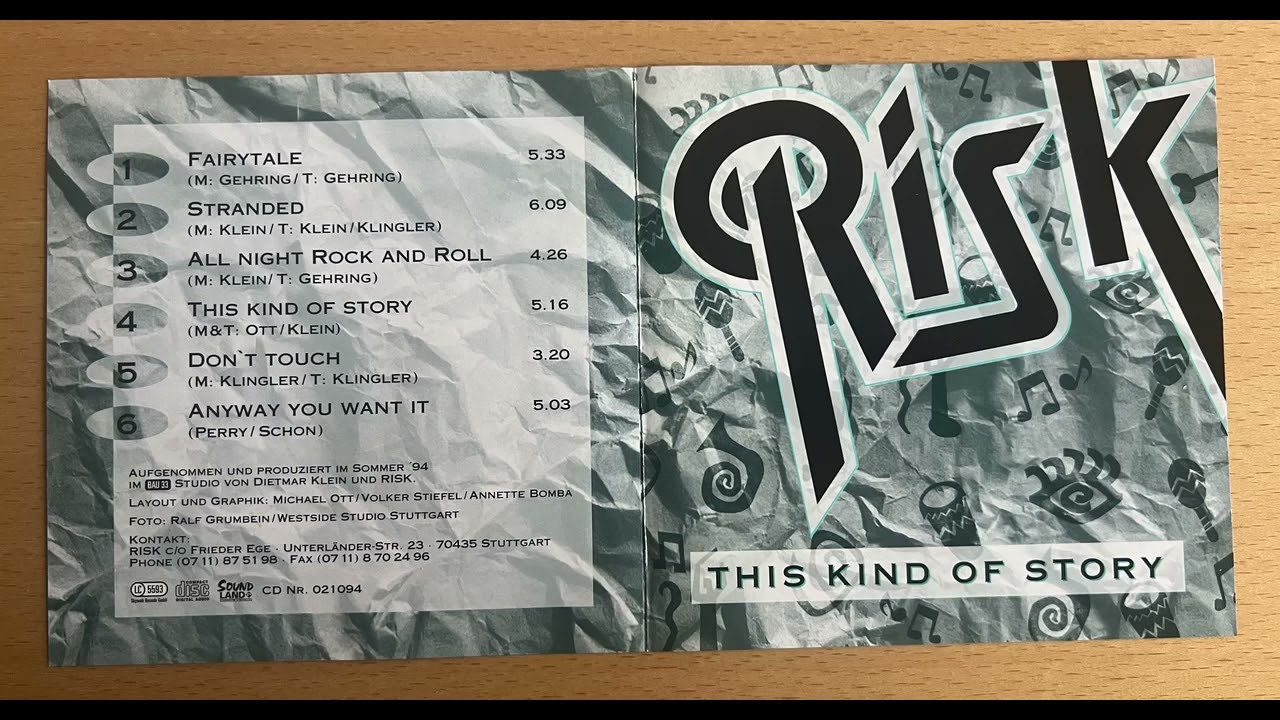 1 FAIRYTALE 5.33
(M: GEHRING/T: GEHRING)
2 STRANDED 6.09
(M: KLEIN/T: KLEIN/KLINGLER)
3 ALL NIGHT ROCK AND ROLL 4.26
(M: KLEIN/T: GEHRING)
4 THIS KIND OF STORY 5.16
(M&T: OTT/KLEIN)
5 DON`T TOUCH 3.20
(M: KLINGLER/T: KLINGLER)
6 ANYWAY YOU WANT IT 5.03
(PERRY/SCHON)
AUFGENOMMEN UND PRODUZIERT IM SOMMER ´94
IM BAU 33 STUDIO VON DIETMAR KLEIN UND RISK.
LAYOUT UND GRAPHIK: MICHAEL OTT/VOLKER STIEFEL/ANNETTE BOMBA
FOTO: RALF GRUMBEIN/WESTSIDE STUDIO STUTTGART
KONTAKT:
RISK C/O FRIEDER EGE · UNTERLÄNDER-STR. 23 · 70435 STUTTGART
PHONE (07 11) 87 51 98 · FAX (07 11) 8 70 24 96
LC 5593 COMPACT disc DIGITAL AUDIO SOUND LAND CD NR. 021094
Risk
THIS KIND OF STORY